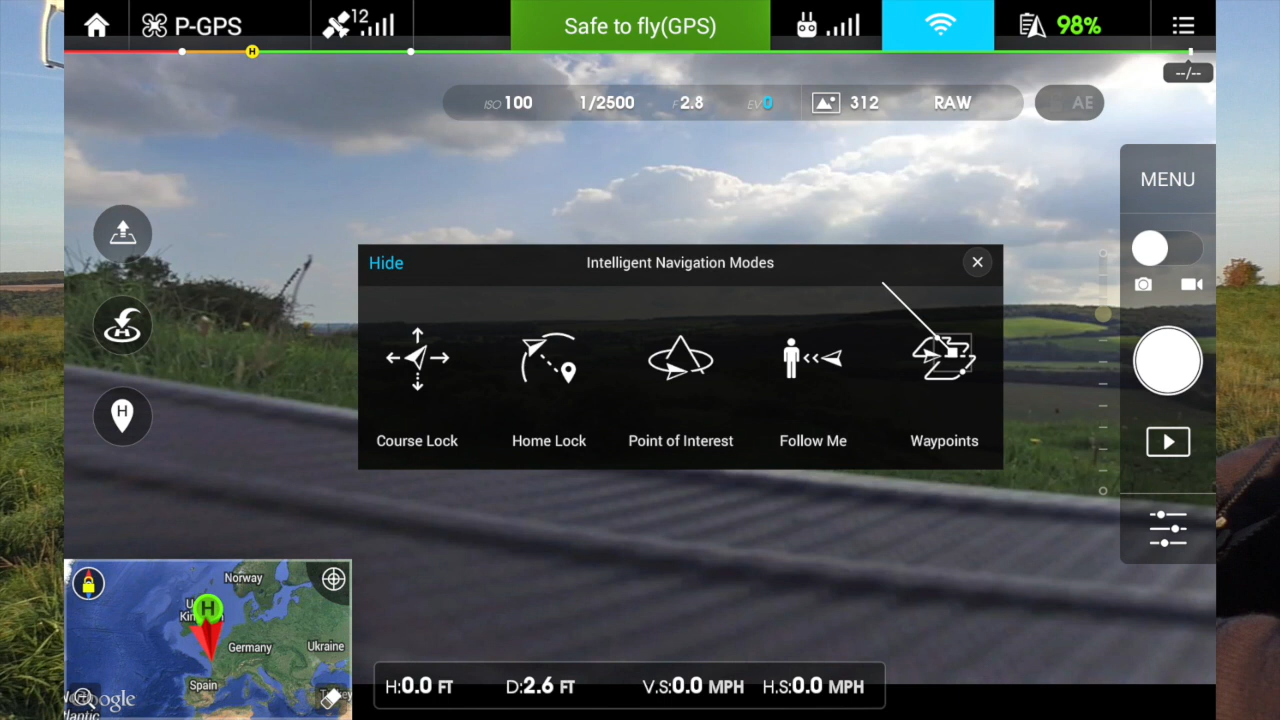 P-GPS
12
Safe to fly(GPS)
98%
H
--/--
ISO 100
1/2500
F 2.8
EV 0
312
RAW
AE
MENU
Hide
Intelligent Navigation Modes
Course Lock
Home Lock
Point of Interest
Follow Me
Waypoints
H
H
Norway
H
Germany
Ukraine
Spain
H:0.0 FT
D:2.6 FT
V.S:0.0 MPH
H.S:0.0 MPH